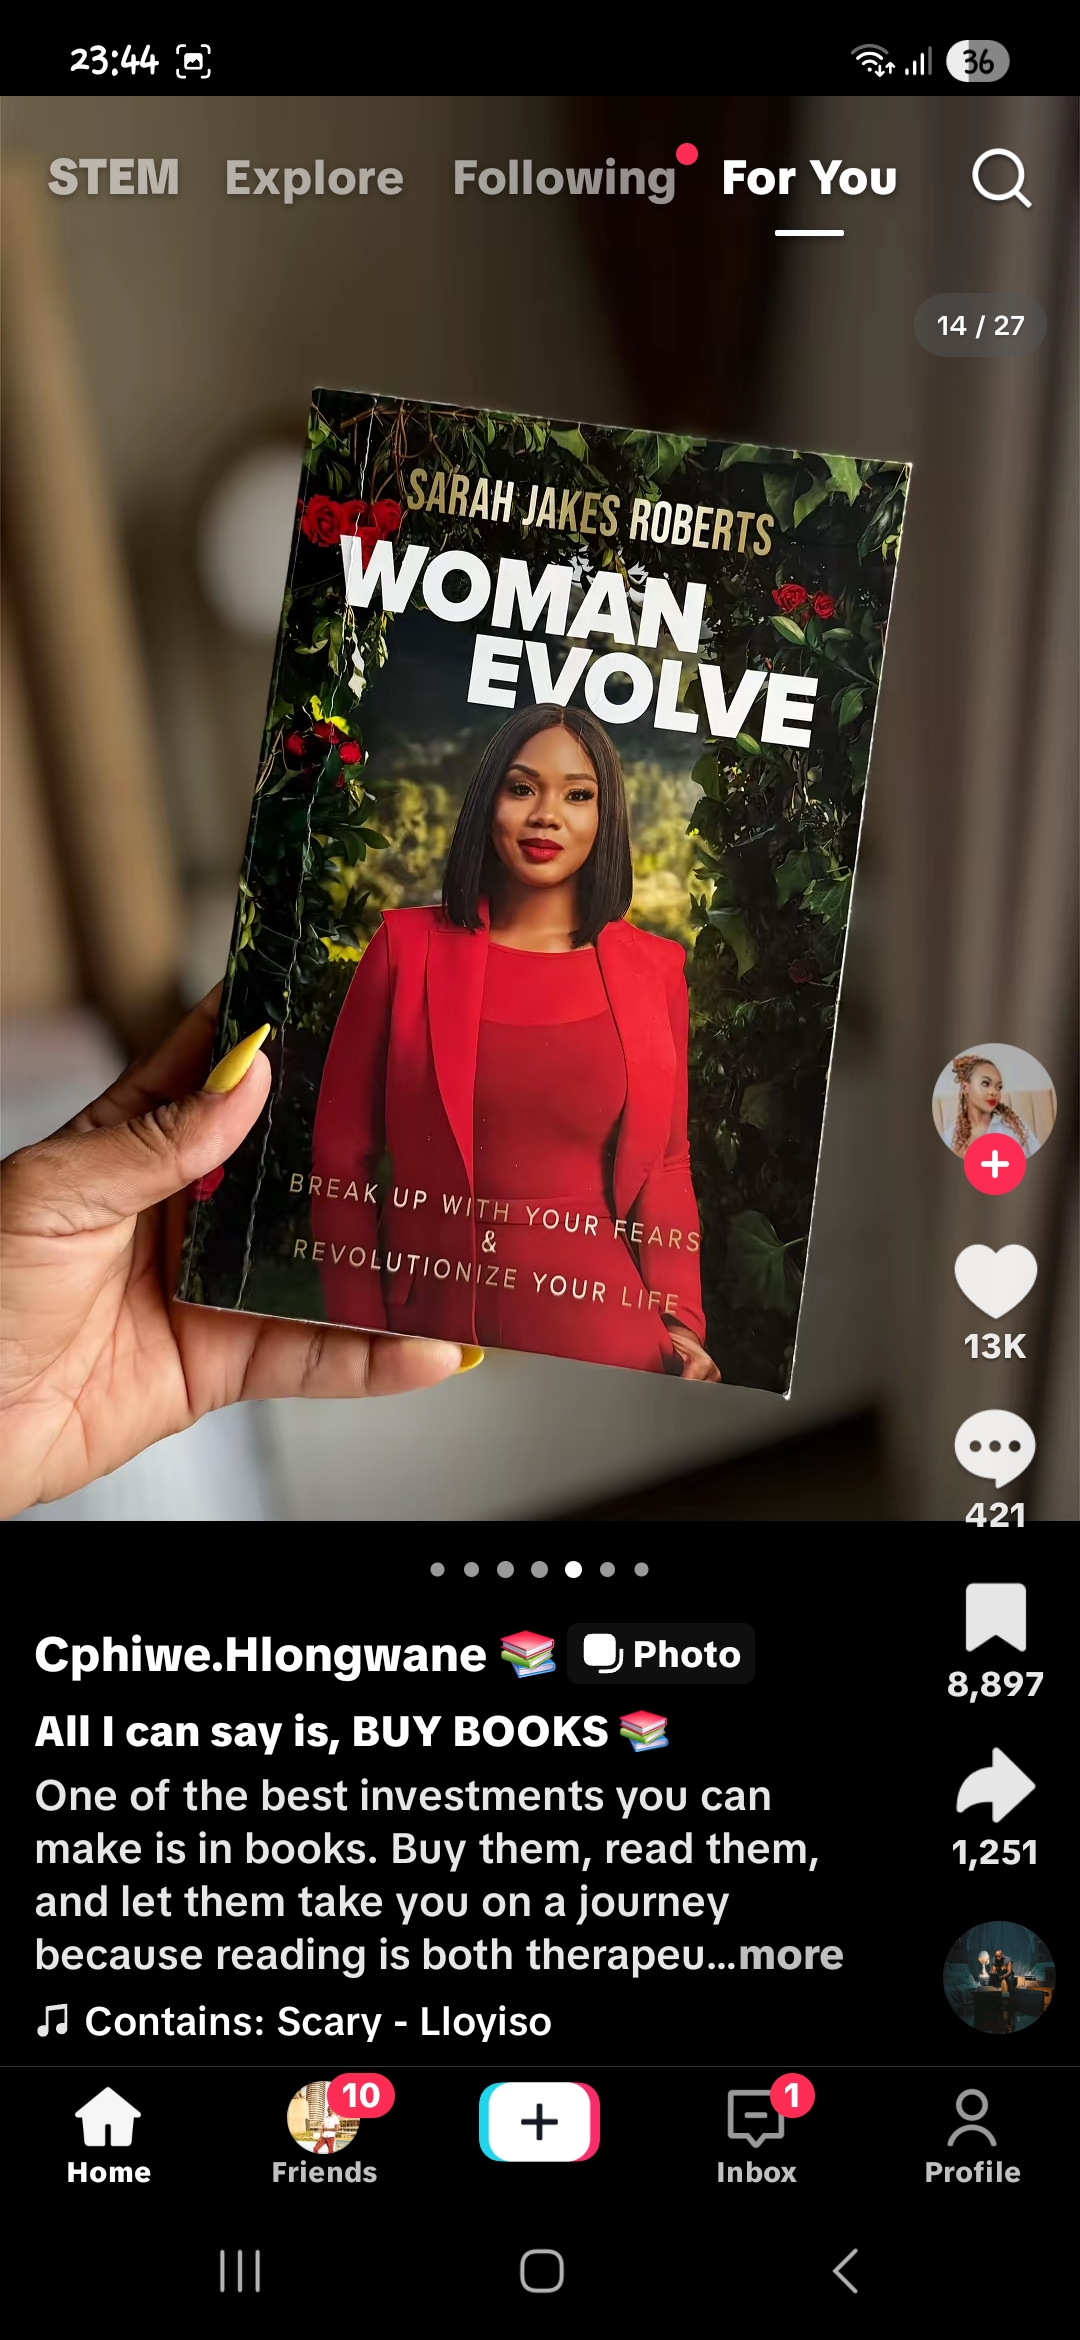 23:44
36
STEM Explore Following For You
14 / 27
SARAH JAKES ROBERTS
WOMAN
EVOLVE
BREAK UP WITH YOUR FEARS
&
REVOLUTIONIZE YOUR LIFE
13K
421
Cphiwe.Hlongwane 📚 Photo
8,897
All I can say is, BUY BOOKS 📚
One of the best investments you can
make is in books. Buy them, read them,
and let them take you on a journey
because reading is both therapeu...more
1,251
Contains: Scary - Lloyiso
10
1
Home Friends Inbox Profile